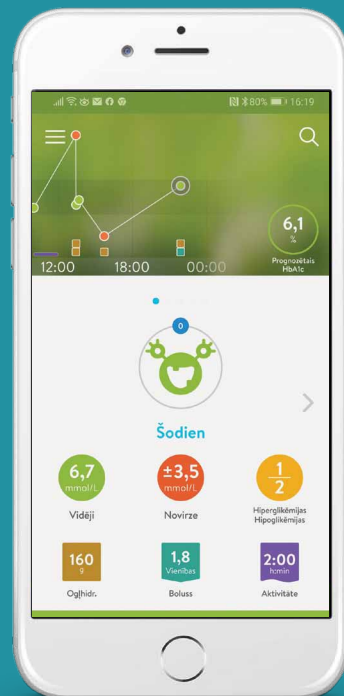 80% 16:19
6,1
%
Prognozētais
HbA1c
12:00 18:00 00:00
0
Šodien
6,7
mmol/L
Vidēji
±3,5
mmol/L
Novirze
1
2
Hiperglikēmijas
Hipoglikēmijas
160
g
Ogļhidr.
1,8
Vienības
Boluss
2:00
h:min
Aktivitāte